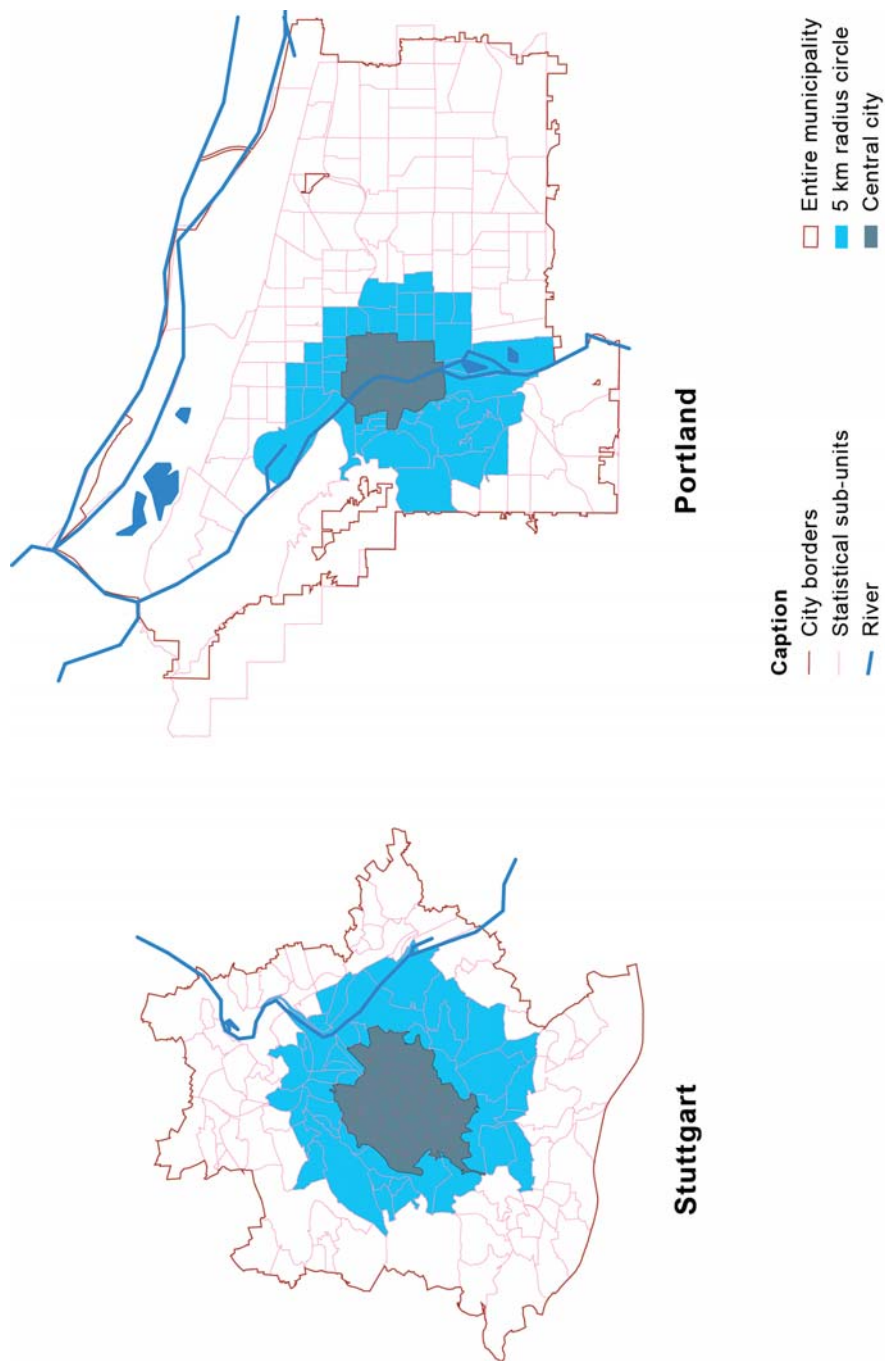 Stuttgart
Portland
Caption
City borders
Statistical sub-units
River
Entire municipality
5 km radius circle
Central city